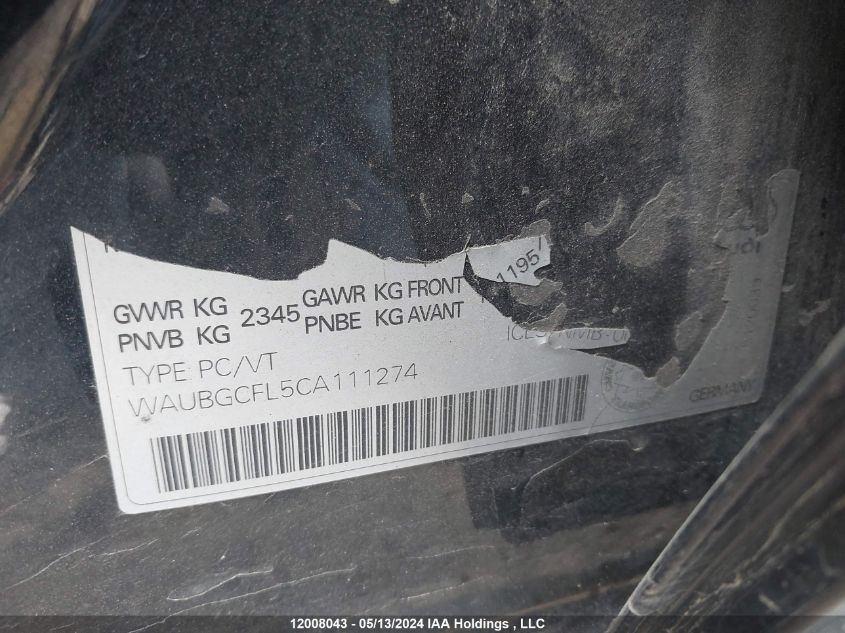 GVWR KG 2345 GAWR KG FRONT 1195/
PNVB KG PNBE KG AVANT
TYPE PC/VT
WAUBGCFL5CA111274
GERMANY
12008043 - 05/13/2024 IAA Holdings , LLC